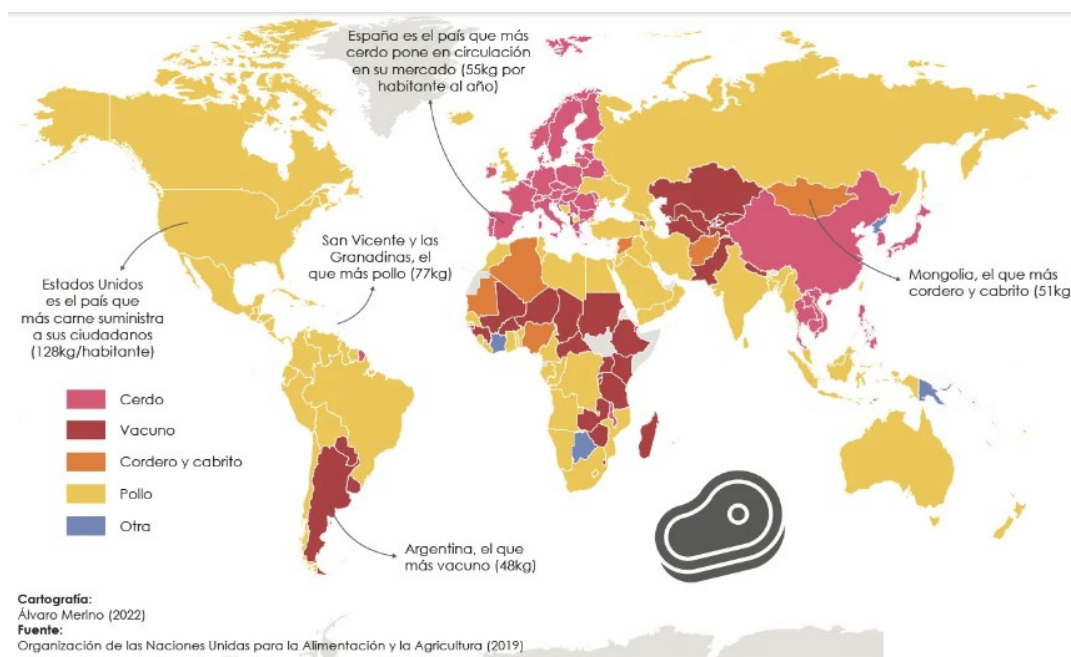 España es el país que más
cerdo pone en circulación
en su mercado (55kg por
habitante al año)
San Vicente y las
Granadinas, el
que más pollo (77kg)
Estados Unidos
es el país que
más carne suministra
a sus ciudadanos
(128kg/habitante)
Mongolia, el que más
cordero y cabrito (51kg
Cerdo
Vacuno
Cordero y cabrito
Pollo
Otra
Argentina, el que
más vacuno (48kg)
Cartografía:
Álvaro Merino (2022)
Fuente:
Organización de las Naciones Unidas para la Alimentación y la Agricultura (2019)